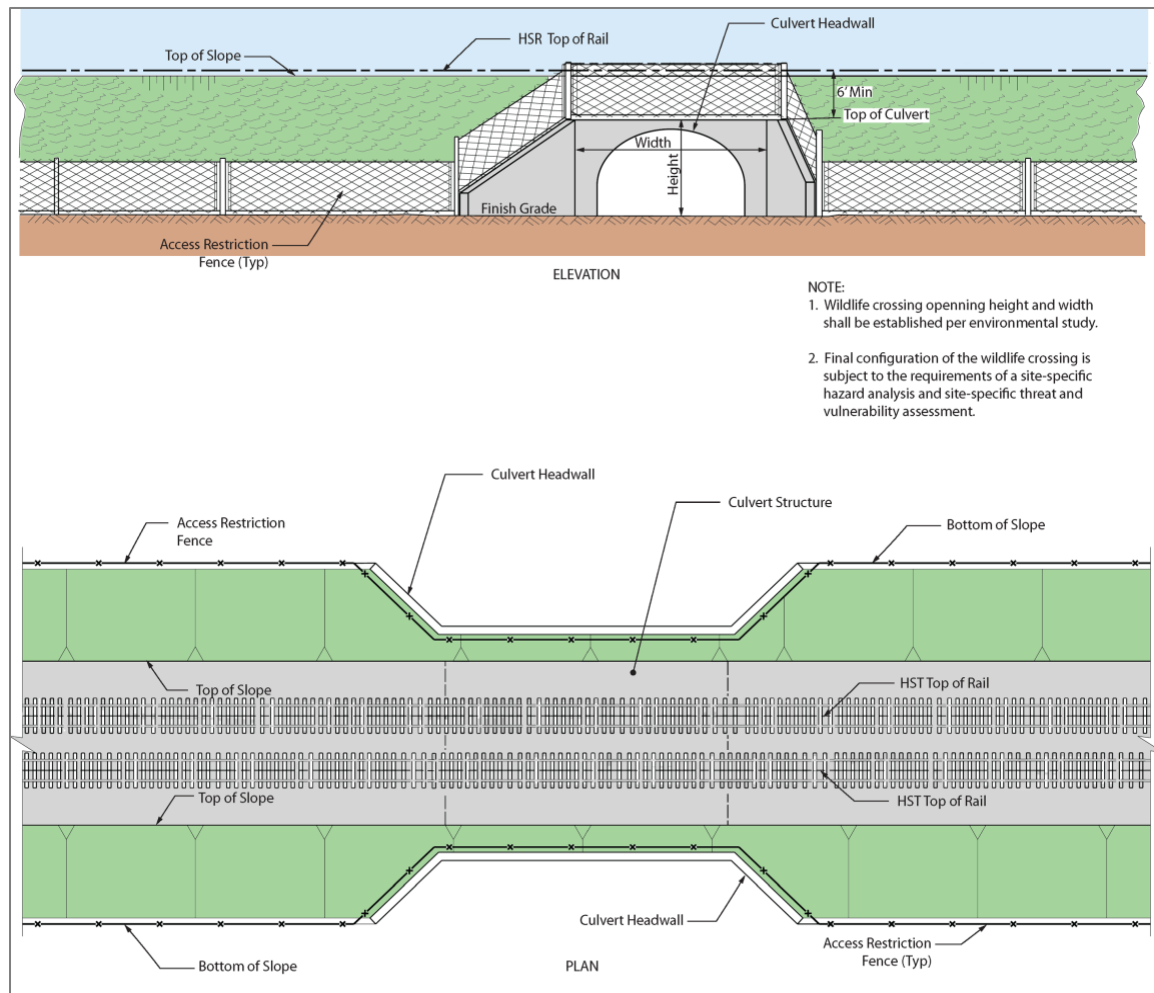 Culvert Headwall
HSR Top of Rail
Top of Slope
6' Min
Top of Culvert
Width
Height
Finish Grade
Access Restriction
Fence (Typ)
ELEVATION
NOTE:
1. Wildlife crossing openning height and width
shall be established per environmental study.
2. Final configuration of the wildlife crossing is
subject to the requirements of a site-specific
hazard analysis and site-specific threat and
vulnerability assessment.
Culvert Headwall
Culvert Structure
Access Restriction
Fence
Bottom of Slope
Top of Slope
HST Top of Rail
Top of Slope
HST Top of Rail
Culvert Headwall
Access Restriction
Fence (Typ)
Bottom of Slope
PLAN